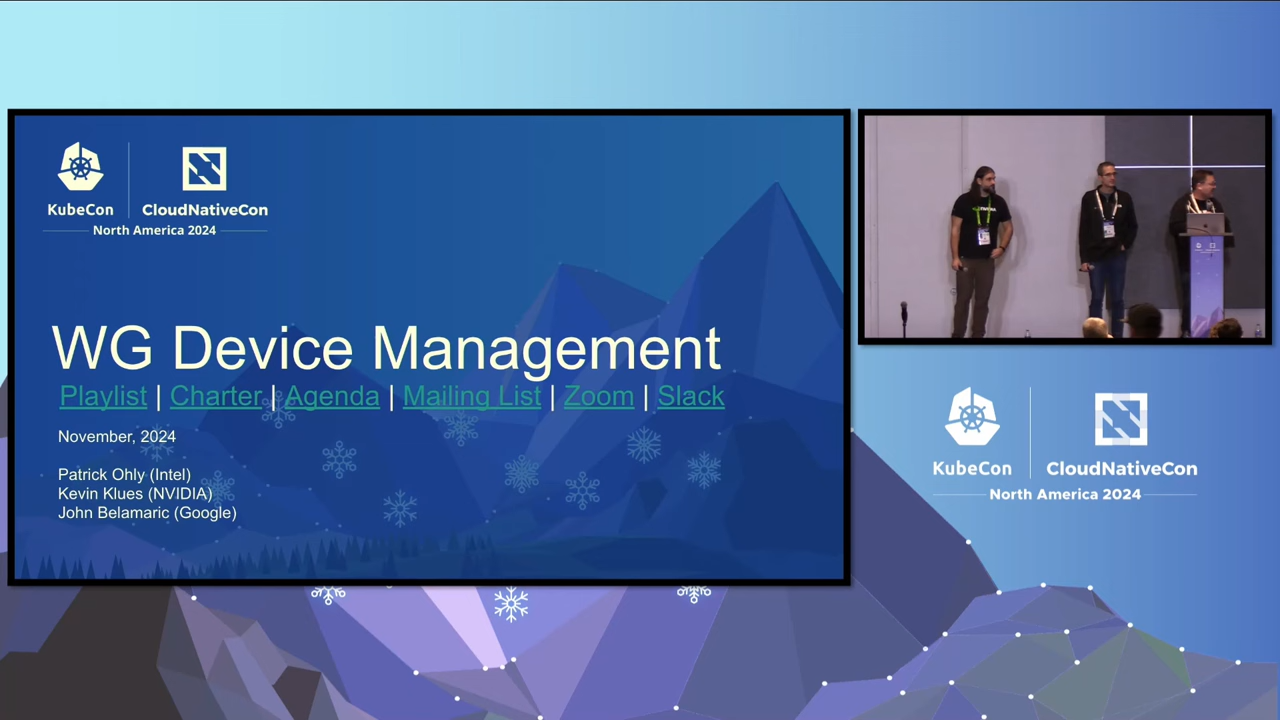 KubeCon
CloudNativeCon
North America 2024
WG Device Management
Playlist | Charter | Agenda | Mailing List | Zoom | Slack
November, 2024
Patrick Ohly (Intel)
Kevin Klues (NVIDIA)
John Belamaric (Google)
KubeCon
CloudNativeCon
North America 2024